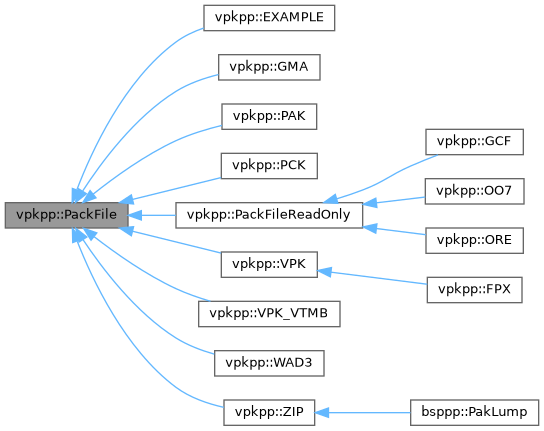 vpkpp::EXAMPLE
vpkpp::GMA
vpkpp::PAK
vpkpp::PCK
vpkpp::PackFile
vpkpp::PackFileReadOnly
vpkpp::GCF
vpkpp::OO7
vpkpp::ORE
vpkpp::VPK
vpkpp::FPX
vpkpp::VPK_VTMB
vpkpp::WAD3
vpkpp::ZIP
bsppp::PakLump